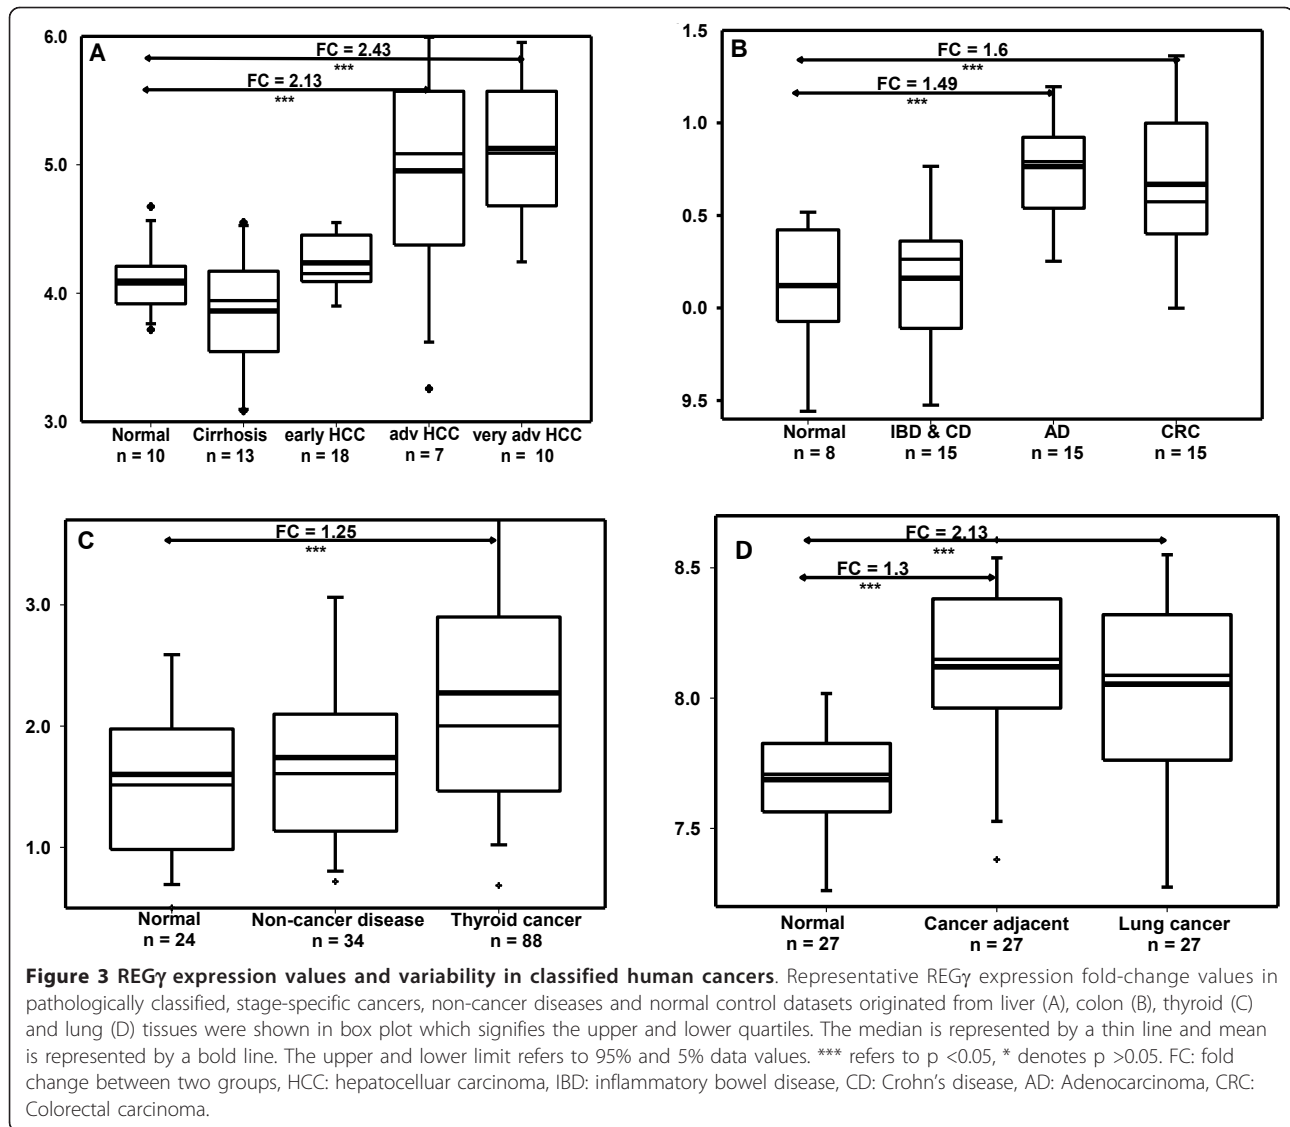 A
6.0
5.0
4.0
3.0
FC = 2.43
***
FC = 2.13
***
Normal
n = 10
Cirrhosis
n = 13
early HCC
n = 18
adv HCC
n = 7
very adv HCC
n = 10
B
1.5
1.0
0.5
0.0
9.5
FC = 1.6
***
FC = 1.49
***
Normal
n = 8
IBD & CD
n = 15
AD
n = 15
CRC
n = 15
C
3.0
2.0
1.0
FC = 1.25
***
Normal
n = 24
Non-cancer disease
n = 34
Thyroid cancer
n = 88
D
8.5
8.0
7.5
FC = 2.13
***
FC = 1.3
***
Normal
n = 27
Cancer adjacent
n = 27
Lung cancer
n = 27
Figure 3 REGγ expression values and variability in classified human cancers. Representative REGγ expression fold-change values in
pathologically classified, stage-specific cancers, non-cancer diseases and normal control datasets originated from liver (A), colon (B), thyroid (C)
and lung (D) tissues were shown in box plot which signifies the upper and lower quartiles. The median is represented by a thin line and mean
is represented by a bold line. The upper and lower limit refers to 95% and 5% data values. *** refers to p <0.05, * denotes p >0.05. FC: fold
change between two groups, HCC: hepatocelluar carcinoma, IBD: inflammatory bowel disease, CD: Crohn's disease, AD: Adenocarcinoma, CRC:
Colorectal carcinoma.